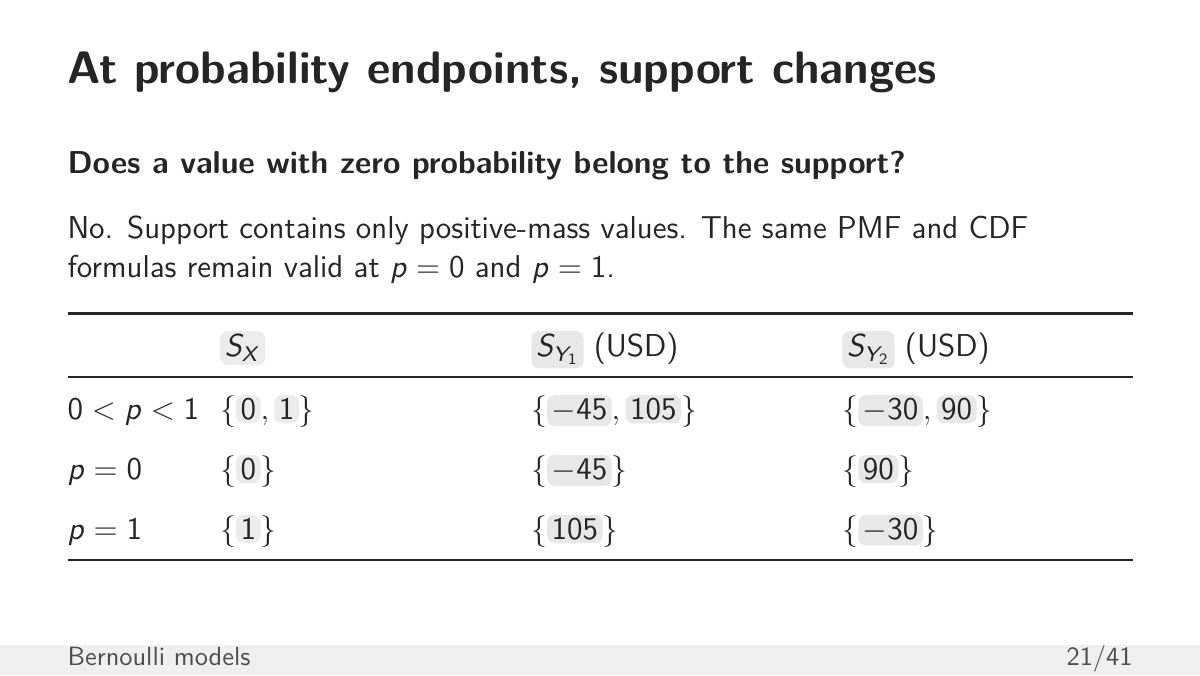 At probability endpoints, support changes
Does a value with zero probability belong to the support?
No. Support contains only positive-mass values. The same PMF and CDF
formulas remain valid at p = 0 and p = 1.
S_X S_{Y_1} (USD) S_{Y_2} (USD)
0 < p < 1 {0, 1} {−45, 105} {−30, 90}
p = 0 {0} {−45} {90}
p = 1 {1} {105} {−30}
Bernoulli models 21/41